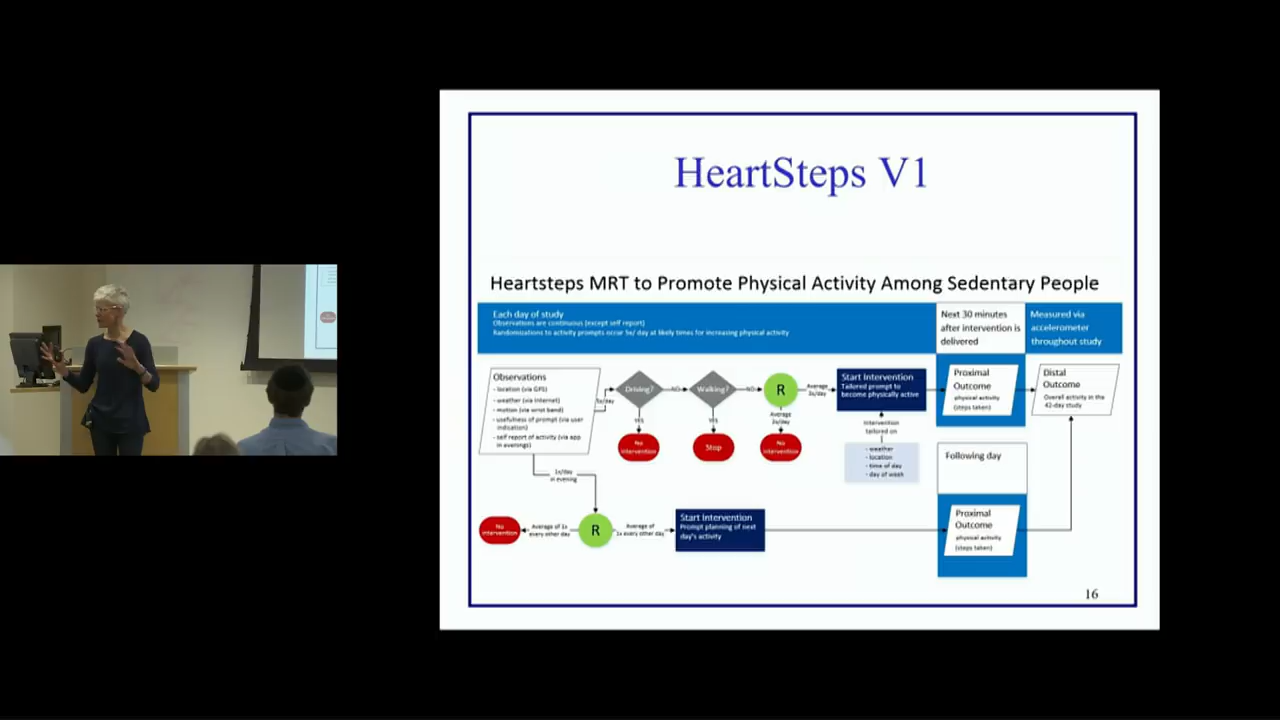 HeartSteps V1
Heartsteps MRT to Promote Physical Activity Among Sedentary People
Each day of study
Observations are continuous (except self report)
Randomizations to activity prompts occur 5x/ day at likely times for increasing physical activity
Next 30 minutes
after intervention is
delivered
Measured via
accelerometer
throughout study
Observations
- location (via GPS)
- weather (via Internet)
- motion (via wrist band)
- usefulness of prompt (via user
indication)
- self report of activity (via app
in evenings)
5x/day
Driving?
NO
Walking?
NO
R
Average
3x/day
Start Intervention
Tailored prompt to
become physically active
Proximal
Outcome
physical activity
(steps taken)
Distal
Outcome
Overall activity in the
42-day study
YES
YES
Average
2x/day
No
intervention
Stop
No
intervention
Intervention
tailored on
- weather
- location
- time of day
- day of week
Following day
1x/day
in evening
No
intervention
Average of 1x
every other day
R
Average of
1x every other day
Start Intervention
Prompt planning of next
day's activity
Proximal
Outcome
physical activity
(steps taken)
16